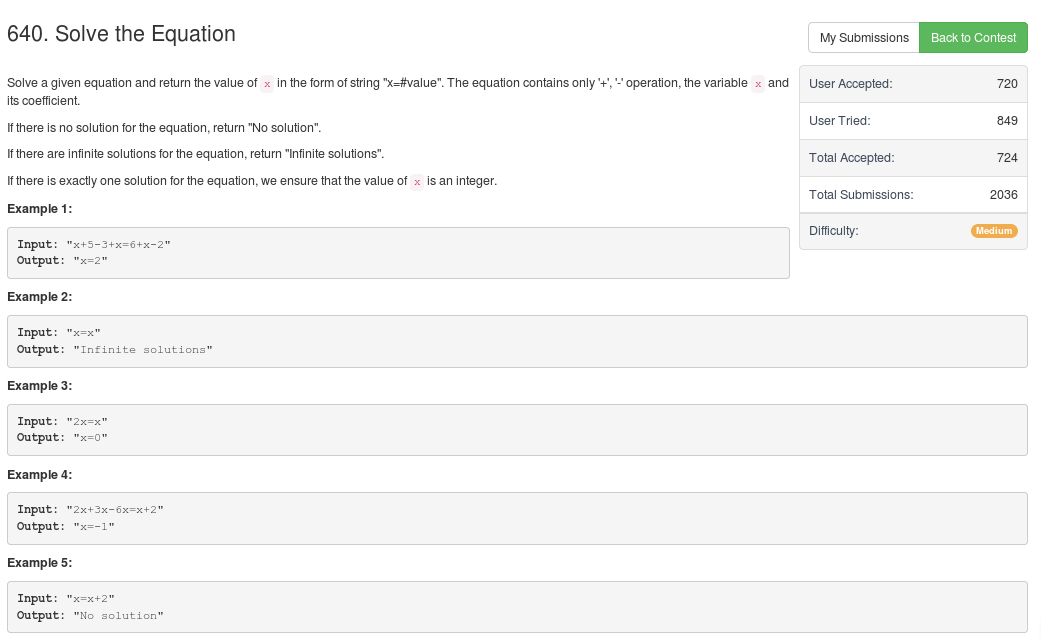 640. Solve the Equation
My Submissions
Back to Contest
Solve a given equation and return the value of x in the form of string "x=#value". The equation contains only '+', '-' operation, the variable x and
its coefficient.
If there is no solution for the equation, return "No solution".
If there are infinite solutions for the equation, return "Infinite solutions".
If there is exactly one solution for the equation, we ensure that the value of x is an integer.
User Accepted: 720
User Tried: 849
Total Accepted: 724
Total Submissions: 2036
Difficulty: Medium
Example 1:
Input: "x+5-3+x=6+x-2"
Output: "x=2"
Example 2:
Input: "x=x"
Output: "Infinite solutions"
Example 3:
Input: "2x=x"
Output: "x=0"
Example 4:
Input: "2x+3x-6x=x+2"
Output: "x=-1"
Example 5:
Input: "x=x+2"
Output: "No solution"